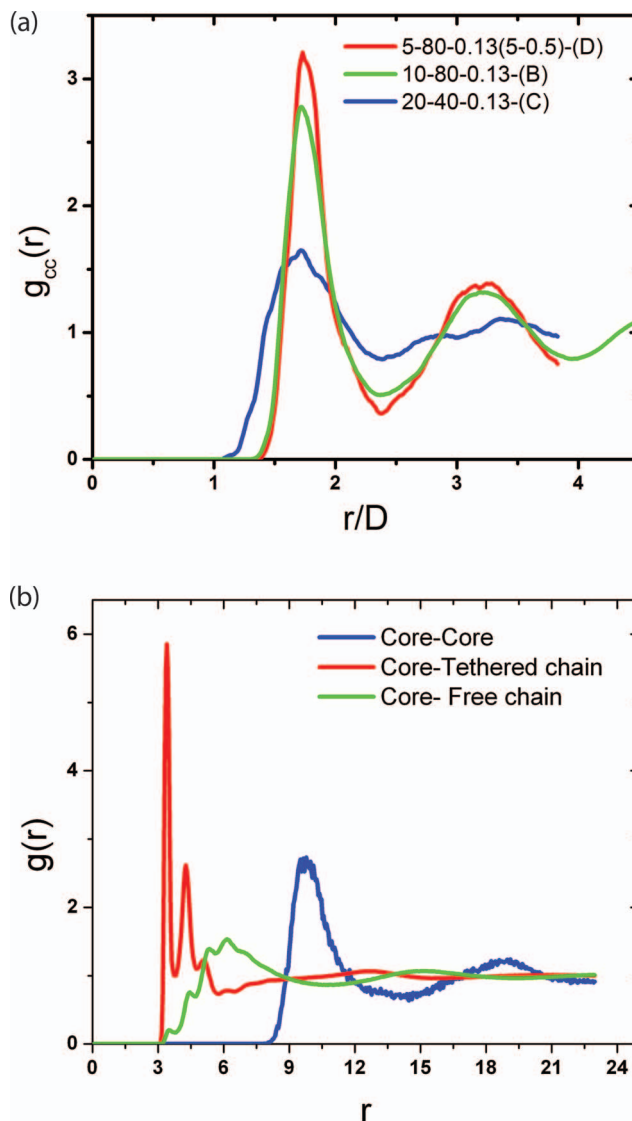 (a)
5-80-0.13(5-0.5)-(D)
10-80-0.13-(B)
20-40-0.13-(C)
3
2
1
0
g_cc(r)
0 1 2 3 4
r/D
(b)
Core-Core
Core-Tethered chain
Core- Free chain
6
4
2
0
g(r)
0 3 6 9 12 15 18 21 24
r